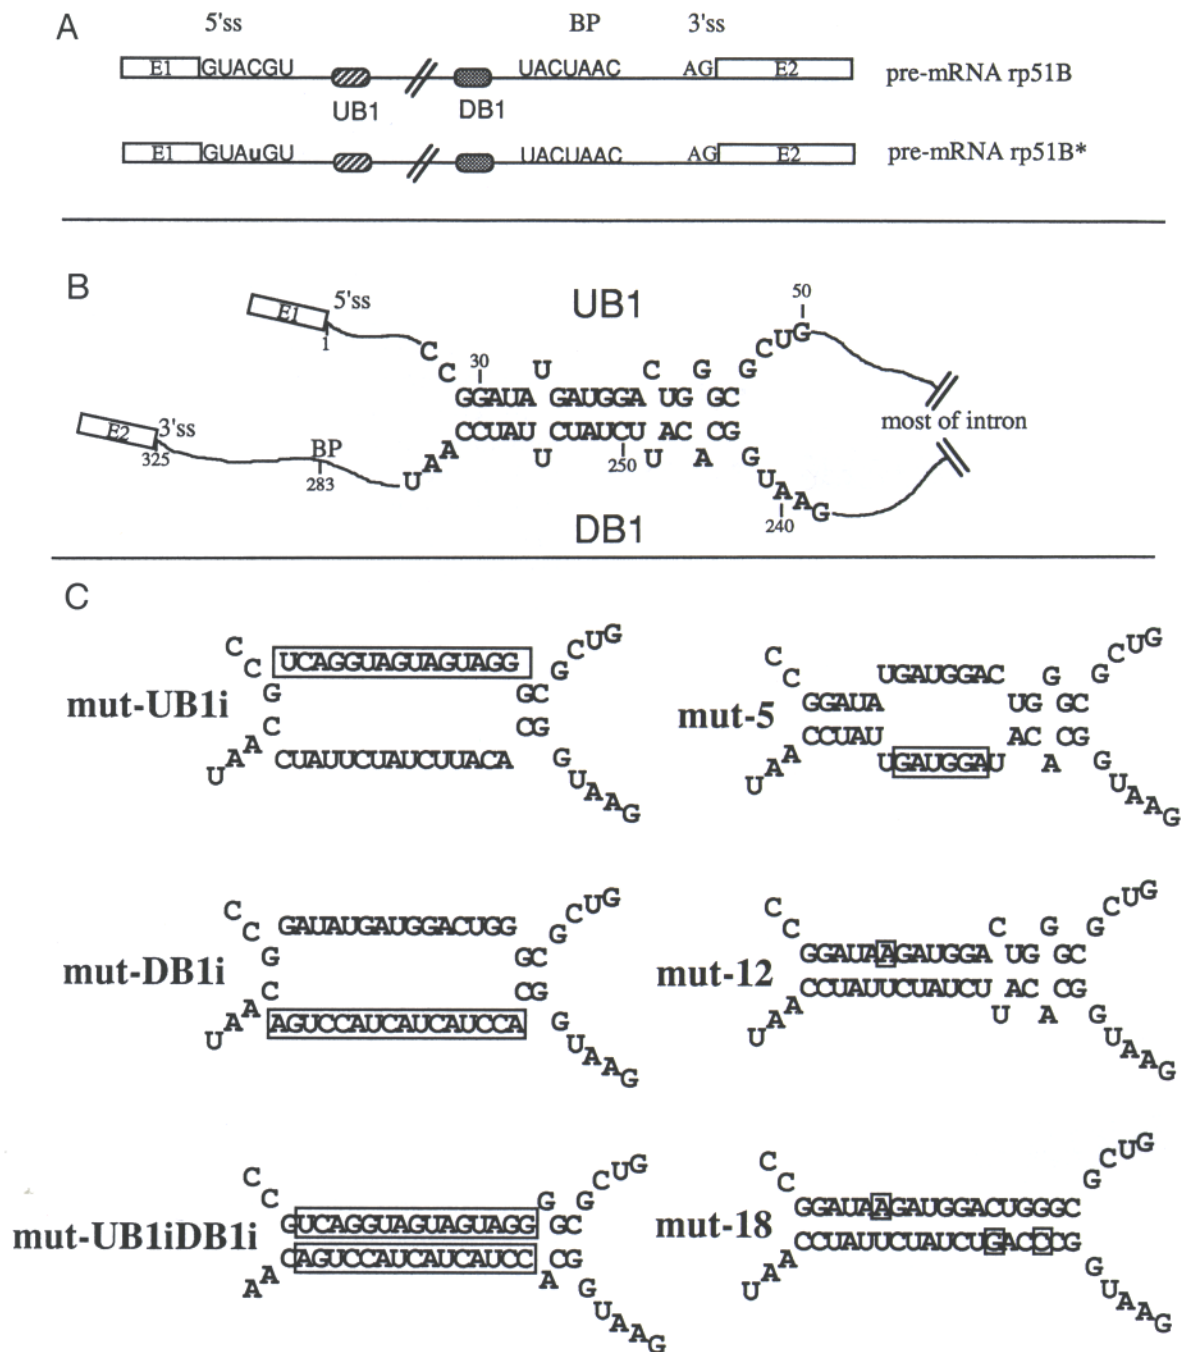 A
5'ss BP 3'ss
E1 GUACGU UACUAAC AG E2 pre-mRNA rp51B
UB1 DB1
E1 GUAuGU UACUAAC AG E2 pre-mRNA rp51B*
B
E1 5'ss UB1 50
1 C C 30 U C G G C U G
GGAUA GAUGGA UG GC
most of intron
E2 3'ss BP CCUAU CUAUCU AC CG
325 283 U A A U 250 U A G U A A G
240
DB1
C
mut-UB1i
C C UCAGGUAGUAGUAGG G C U G
G GC
C CG
U A A CUAUUCUAUCUUACA G U A A G
mut-5
C C UGAUGGAC G G C U G
GGAUA UG GC
CCUAU AC CG
U A A UGAUGGAU A G U A A G
mut-DB1i
C C GAUAUGAUGGACUGG G C U G
G GC
C CG
U A A AGUCCAUCAUCAUCCA G U A A G
mut-12
C C C G G C U G
GGAUAAGAUGGA UG GC
CCUAUUCUAUCU AC CG
U A A U A G U A A G
mut-UB1iDB1i
C C G G C U G
GUCAGGUAGUAGUAGG GC
CAGUCCAUCAUCAUCC CG
A A A G U A A G
mut-18
C C G C U G
GGAUAAGAUGGACUGGGC
CCUAUUCUAUCUGACCCG
U A A G U A A G